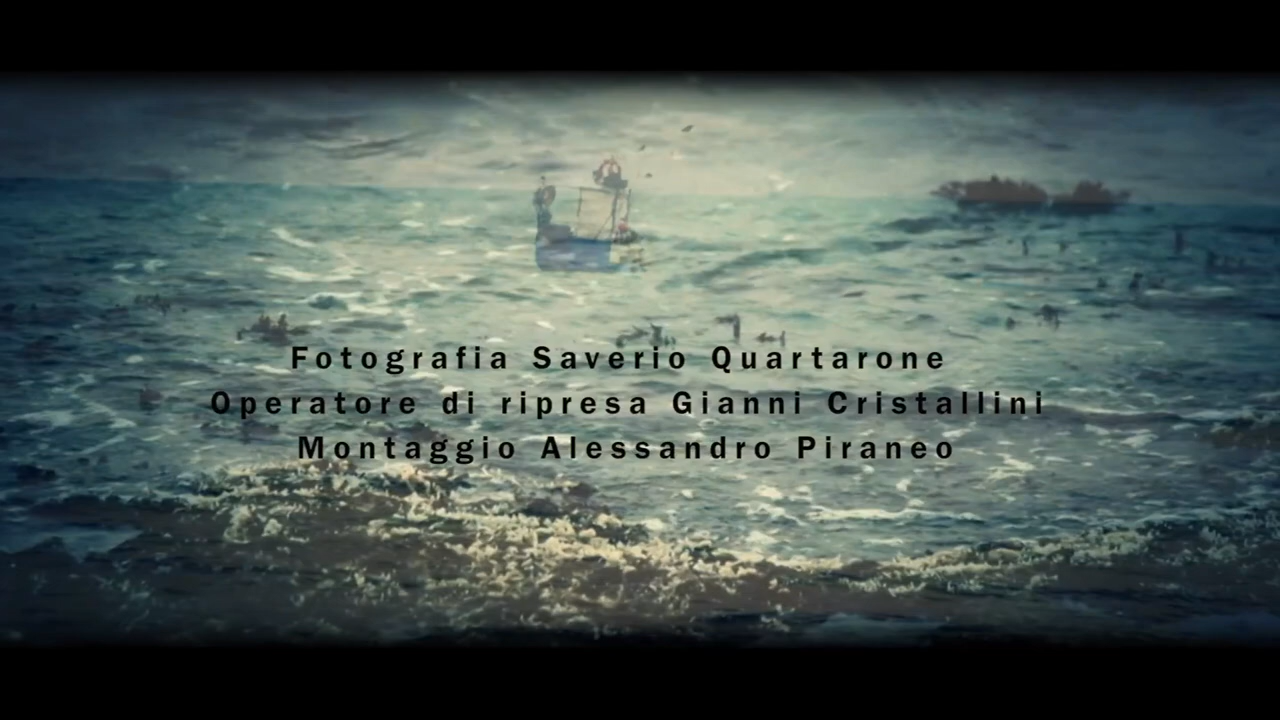 Fotografia Saverio Quartarone
Operatore di ripresa Gianni Cristallini
Montaggio Alessandro Piraneo